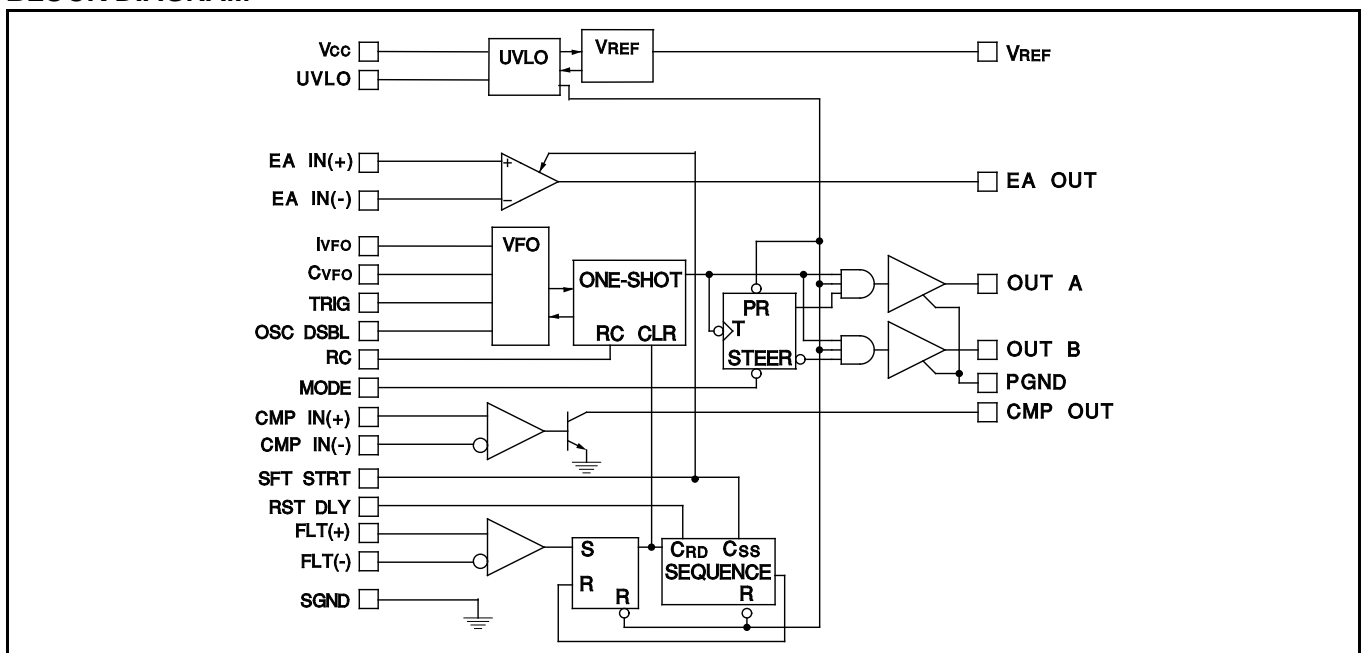 VCC
UVLO
UVLO
VREF
VREF
EA IN(+)
EA IN(-)
+
−
EA OUT
IVFO
CVFO
TRIG
OSC DSBL
RC
MODE
VFO
ONE-SHOT
RC CLR
PR
T
STEER
OUT A
OUT B
PGND
CMP OUT
CMP IN(+)
CMP IN(-)
SFT STRT
RST DLY
FLT(+)
FLT(-)
SGND
S
R
R
CRD CSS
SEQUENCE
R